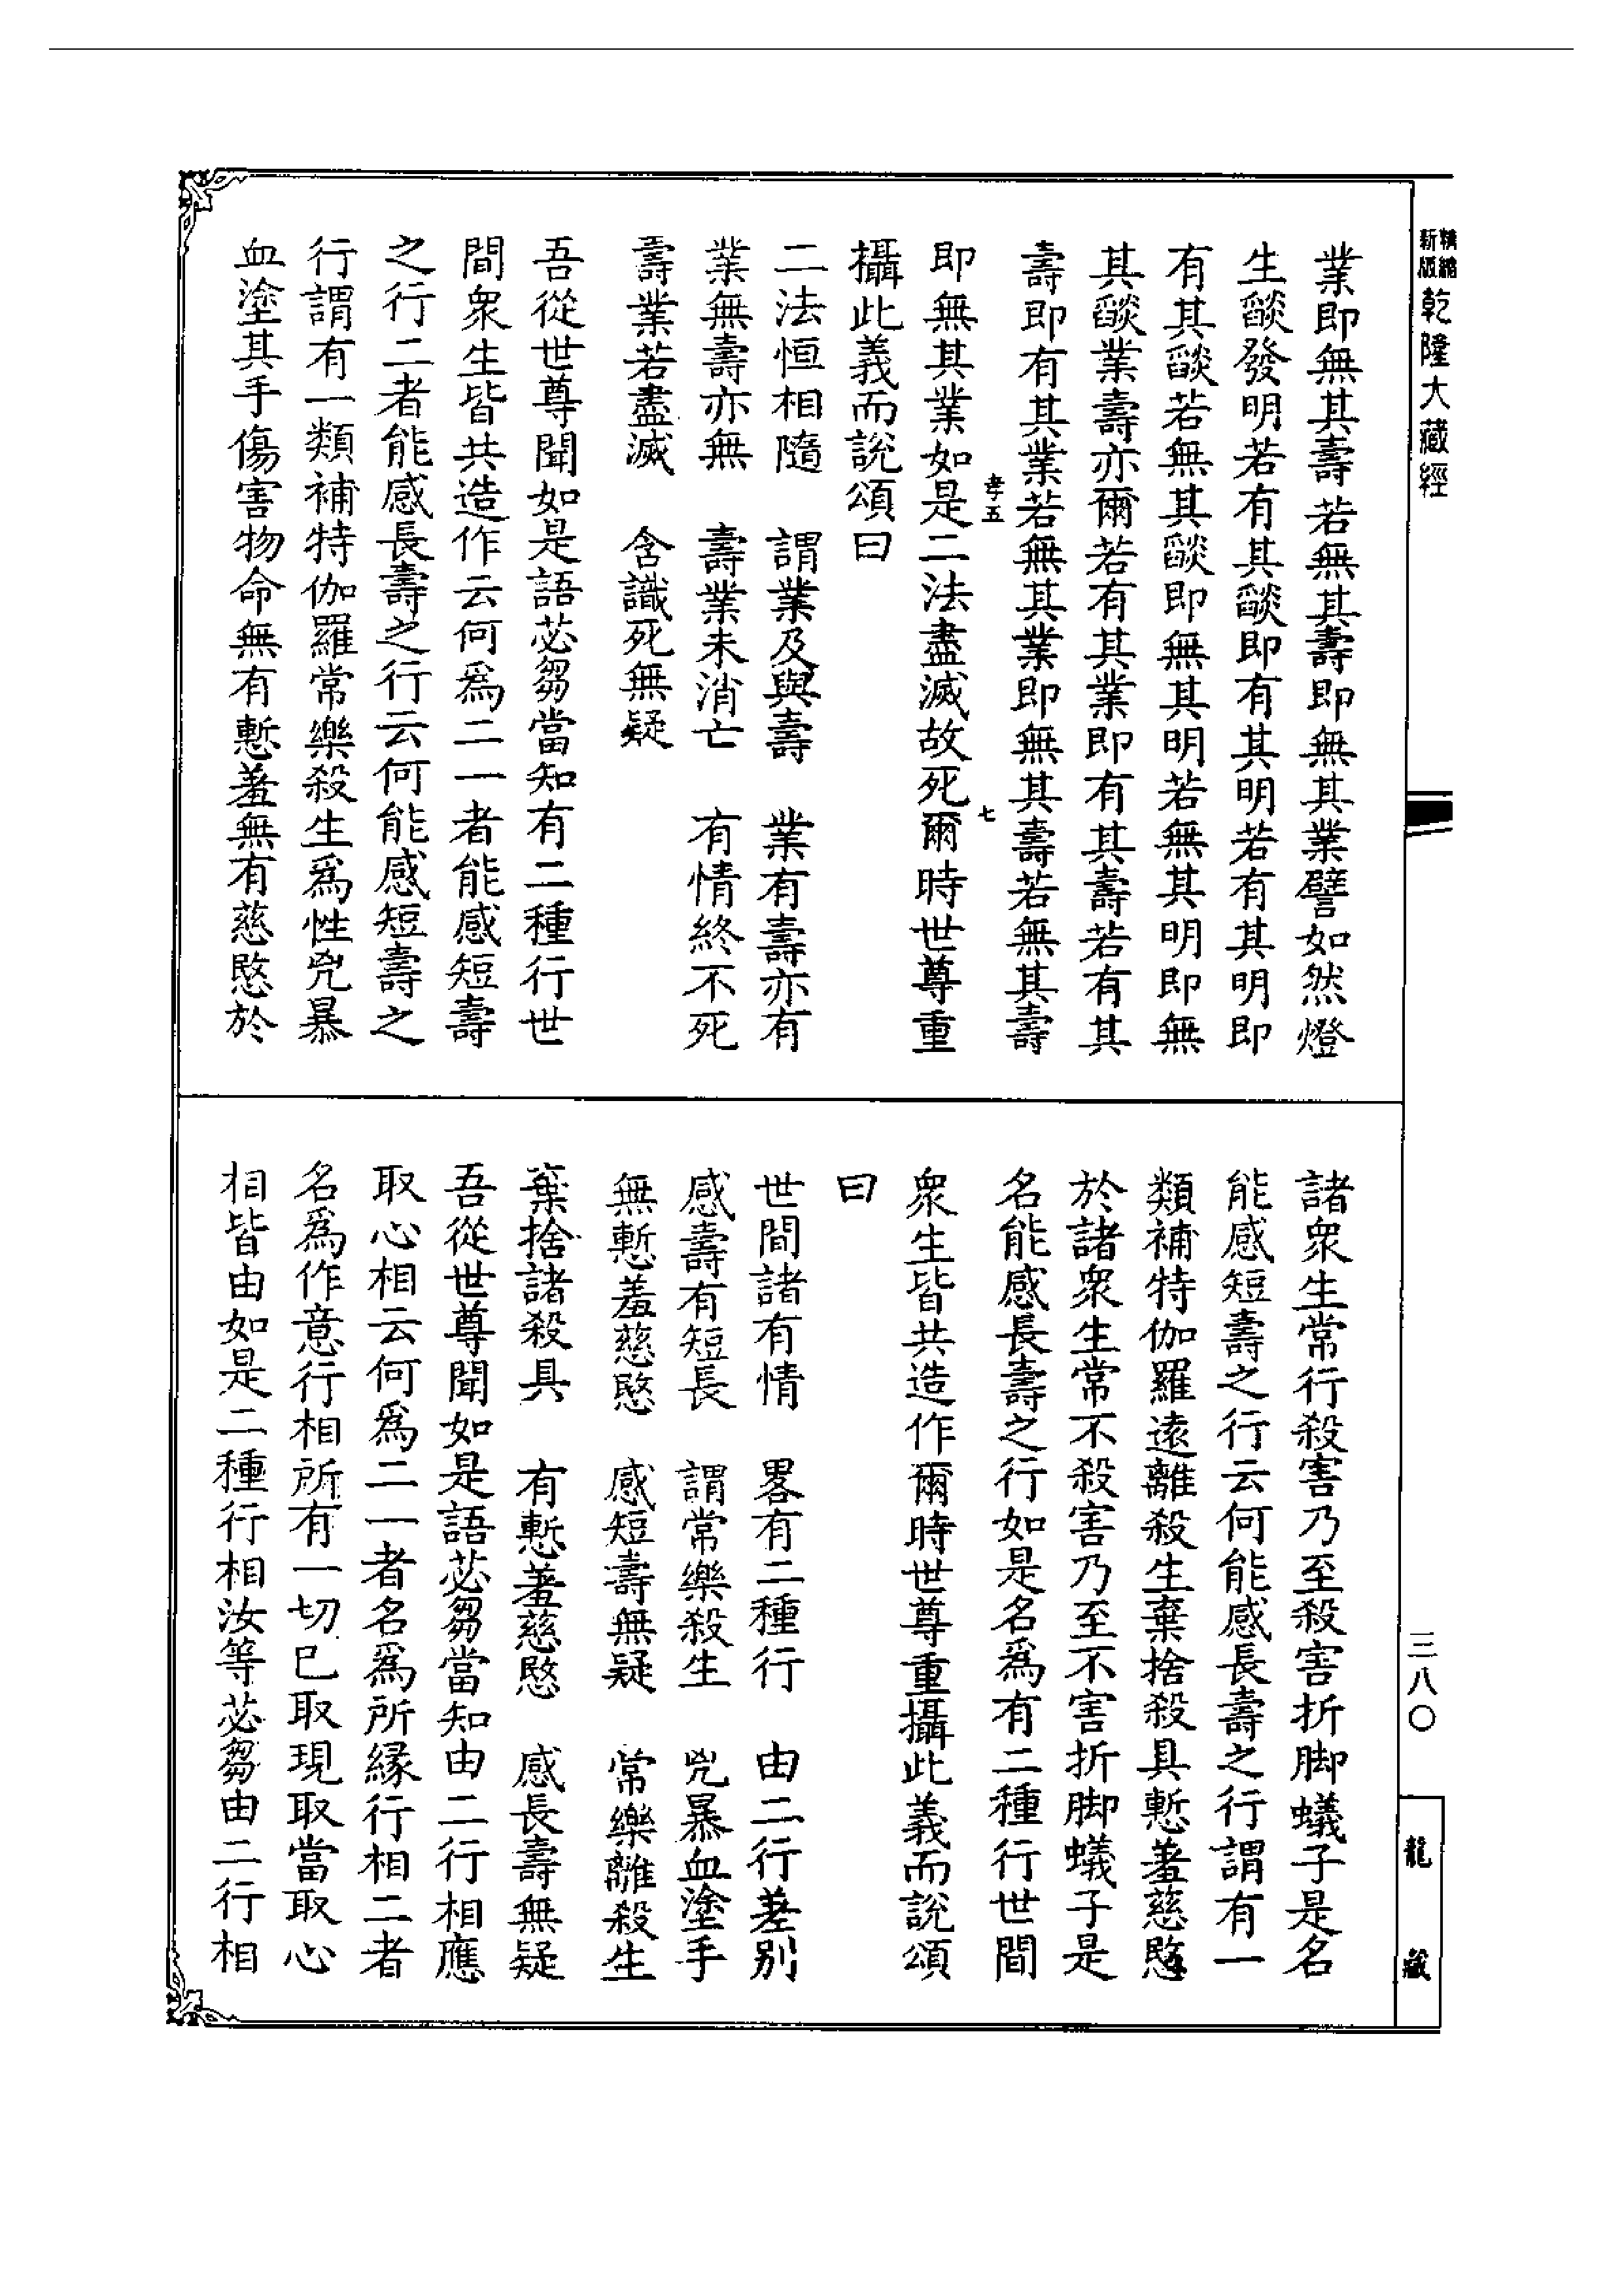 精縮
新版
乾隆大藏經
業即無其壽若無其壽即無其業譬如然燈
生燄發明若有其燄即有其明若有其明即
有其燄若無其燄即無其明若無其明即無
其燄業壽亦爾若有其業即有其壽若有其
壽即有其業若無其業即無其壽若無其壽
孝五
七
即無其業如是二法盡滅故死爾時世尊重
攝此義而說頌曰
二法恒相隨　謂業及與壽　業有壽亦有
業無壽亦無　壽業未消亡　有情終不死
壽業若盡滅　含識死無疑
吾從世尊聞如是語苾芻當知有二種行世
間衆生皆共造作云何爲二一者能感短壽
之行二者能感長壽之行云何能感短壽之
行謂有一類補特伽羅常樂殺生爲性兇暴
血塗其手傷害物命無有慙羞無有慈愍於
諸衆生常行殺害乃至殺害折脚蟻子是名
能感短壽之行云何能感長壽之行謂有一
類補特伽羅遠離殺生棄捨殺具慙羞慈愍
於諸衆生常不殺害乃至不害折脚蟻子是
名能感長壽之行如是名爲有二種行世間
衆生皆共造作爾時世尊重攝此義而說頌
曰
世間諸有情　畧有二種行　由二行差別
感壽有短長　謂常樂殺生　兇暴血塗手
無慙羞慈愍　感短壽無疑　常樂離殺生
棄捨諸殺具　有慙羞慈愍　感長壽無疑
吾從世尊聞如是語苾芻當知由二行相應
取心相云何爲二一者名爲所緣行相二者
名爲作意行相所有一切已取現取當取心
相皆由如是二種行相汝等苾芻由二行相
三八〇
龍藏